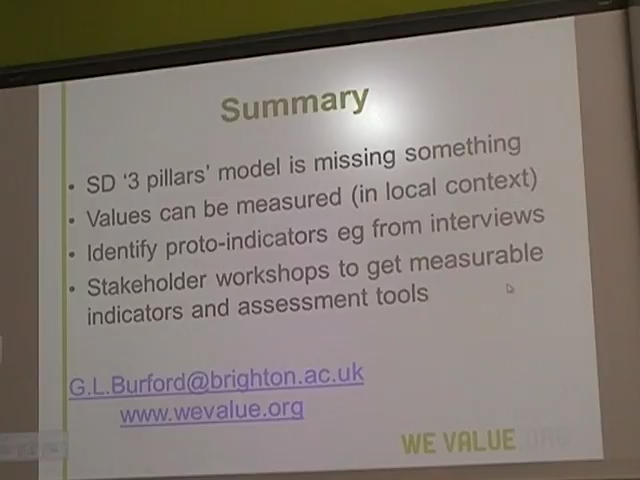 Summary
• SD '3 pillars' model is missing something
• Values can be measured (in local context)
• Identify proto-indicators eg from interviews
• Stakeholder workshops to get measurable
indicators and assessment tools
G.L.Burford@brighton.ac.uk
www.wevalue.org
WE VALUE.ORG